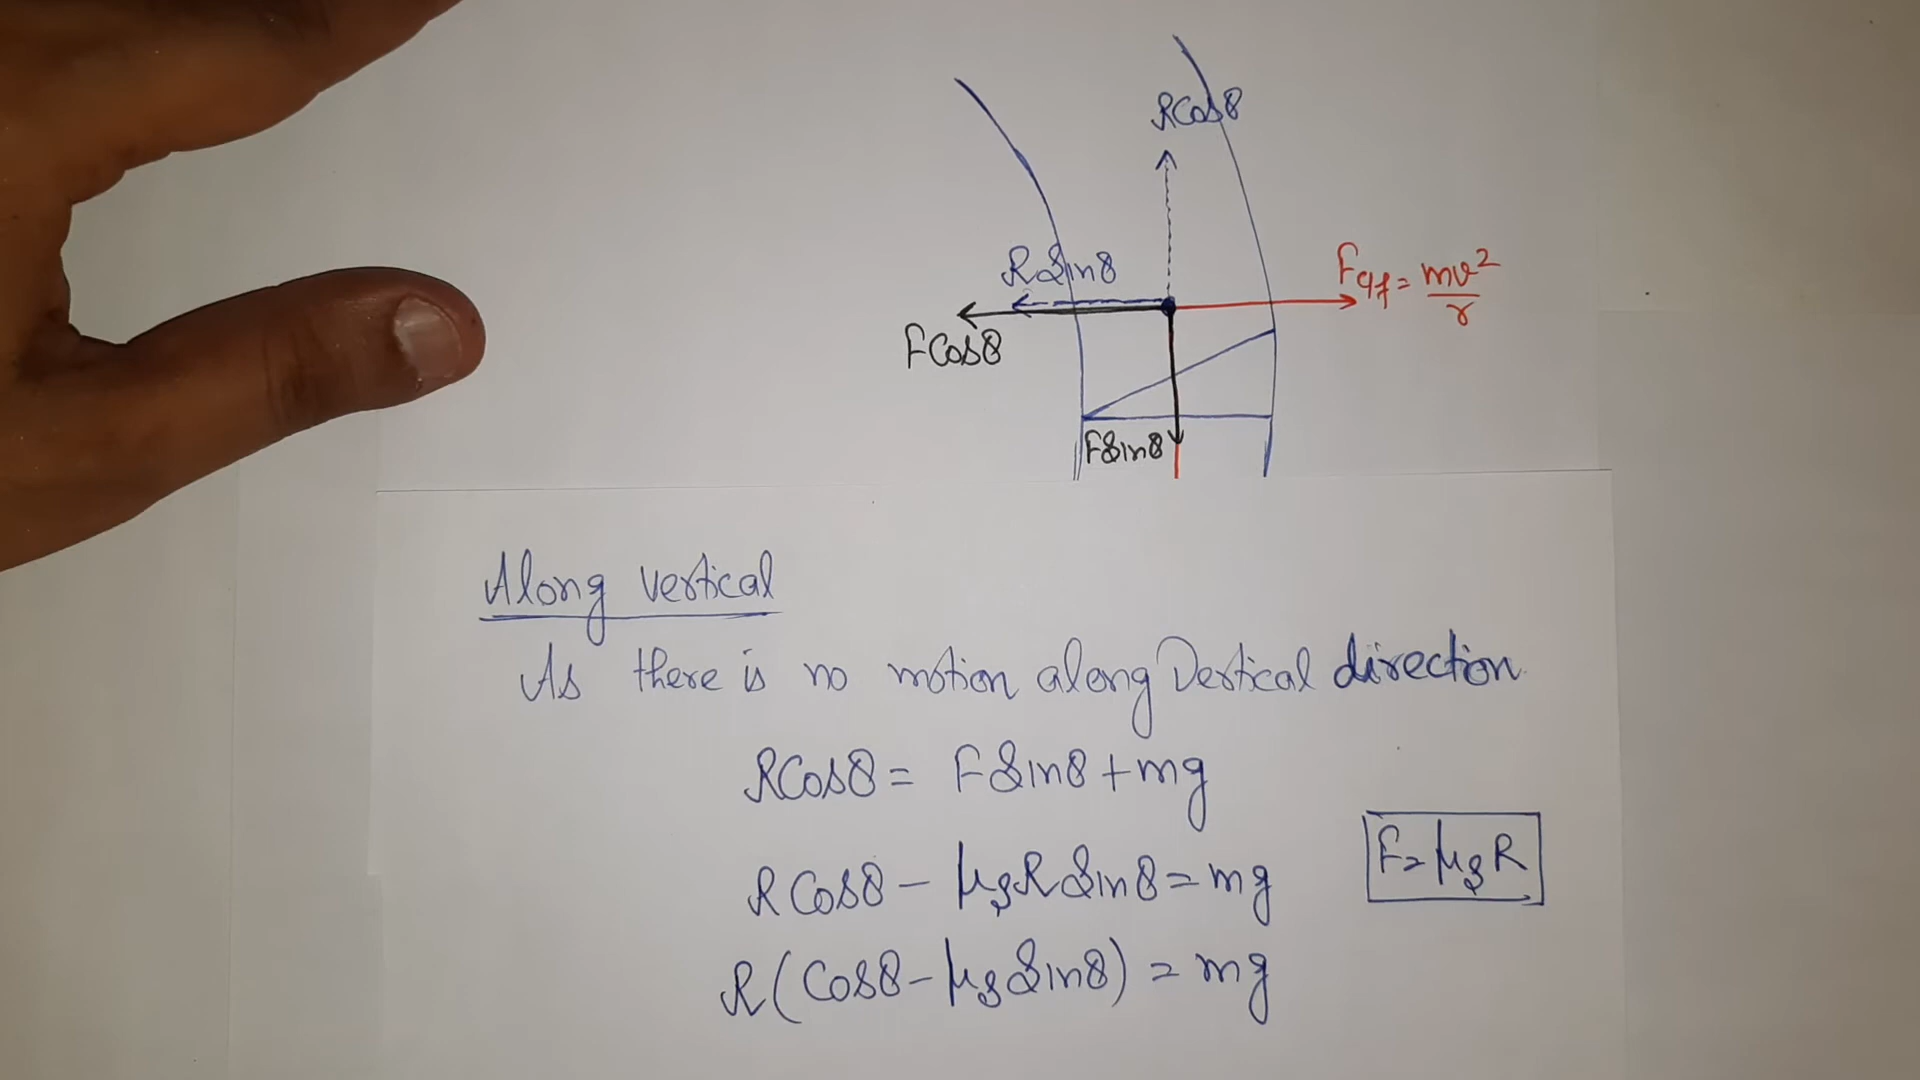 RCosθ
RSinθ
Fcf = mv²/r
FCosθ
FSinθ
Along vertical
As there is no motion along Vertical direction
RCosθ = FSinθ + mg
RCosθ - μsRSinθ = mg
F = μsR
R(Cosθ - μsSinθ) = mg